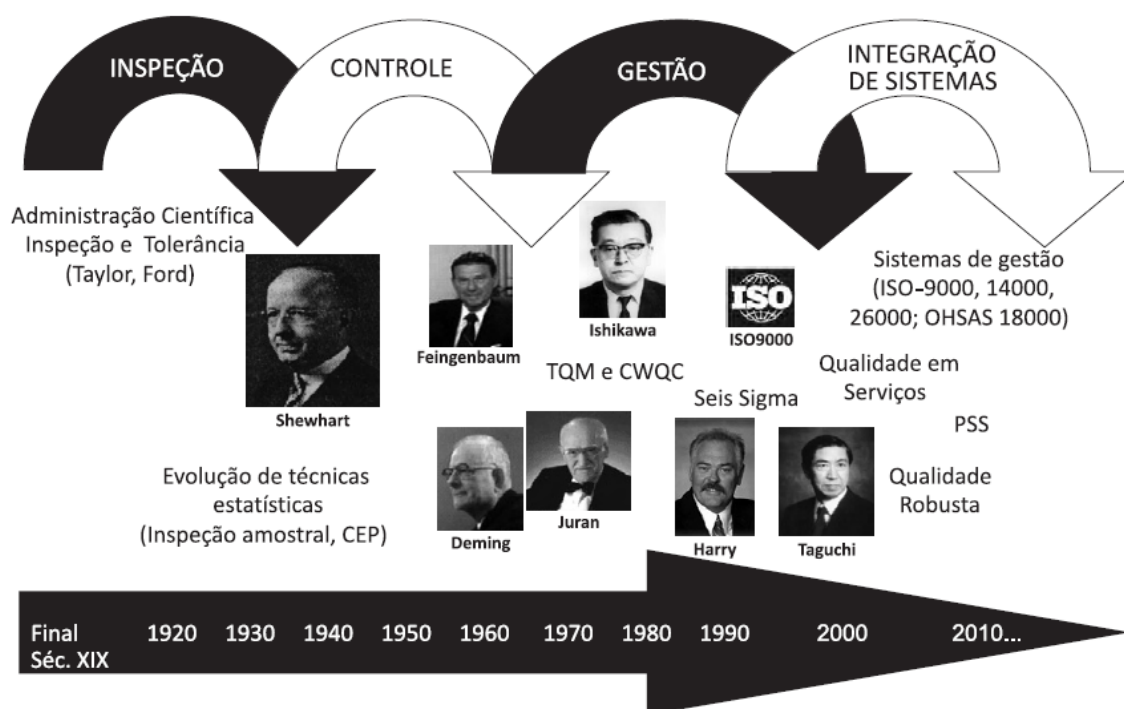 INSPEÇÃO
CONTROLE
GESTÃO
INTEGRAÇÃO
DE SISTEMAS
Administração Científica
Inspeção e Tolerância
(Taylor, Ford)
Shewhart
Feingenbaum
Ishikawa
ISO
ISO9000
Sistemas de gestão
(ISO-9000, 14000,
26000; OHSAS 18000)
TQM e CWQC
Qualidade em
Serviços
Seis Sigma
PSS
Evolução de técnicas
estatísticas
(Inspeção amostral, CEP)
Deming
Juran
Harry
Taguchi
Qualidade
Robusta
Final
Séc. XIX
1920 1930 1940 1950 1960 1970 1980 1990 2000 2010...